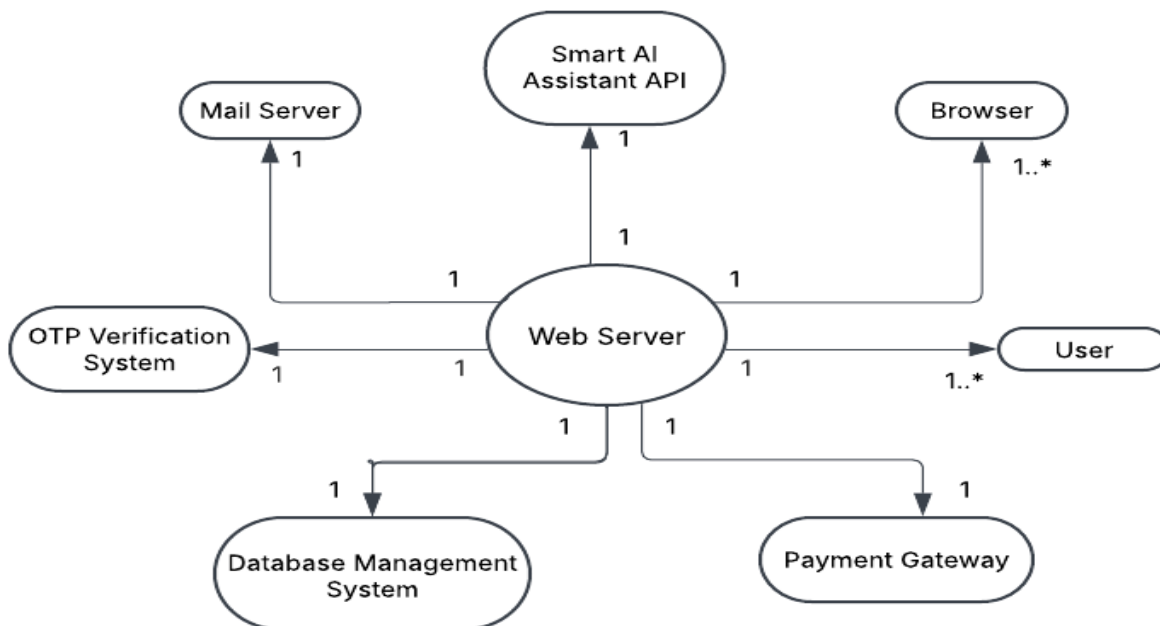 Smart AI
Assistant API
Mail Server
Browser
1
1
1..*
1
1
1
OTP Verification
System
Web Server
User
1
1
1
1..*
1
1
1
1
Database Management
System
Payment Gateway